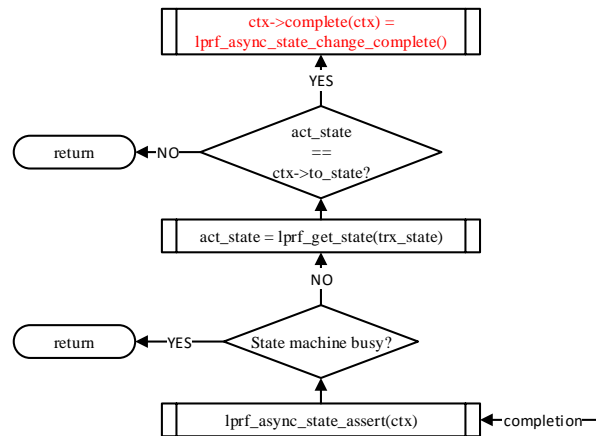 ctx->complete(ctx) =
lprf_async_state_change_complete()
YES
act_state
==
ctx->to_state?
NO
return
act_state = lprf_get_state(trx_state)
NO
State machine busy?
YES
return
lprf_async_state_assert(ctx)
completion